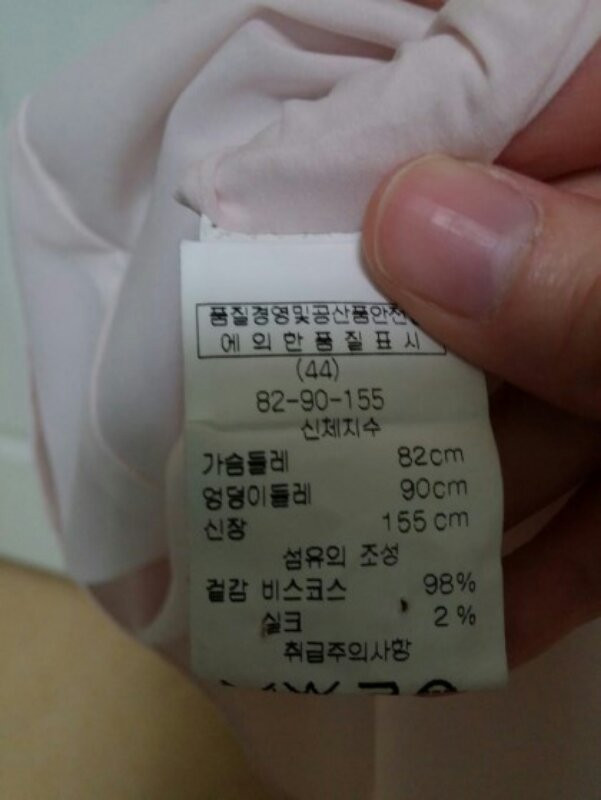 품질경영및공산품안전
에 의 한 품 질 표 시
(44)
82-90-155
신체치수
가슴둘레 82cm
엉덩이둘레 90cm
신장 155cm
섬유의 조성
겉감 비스코스 98%
실크 2%
취급주의사항